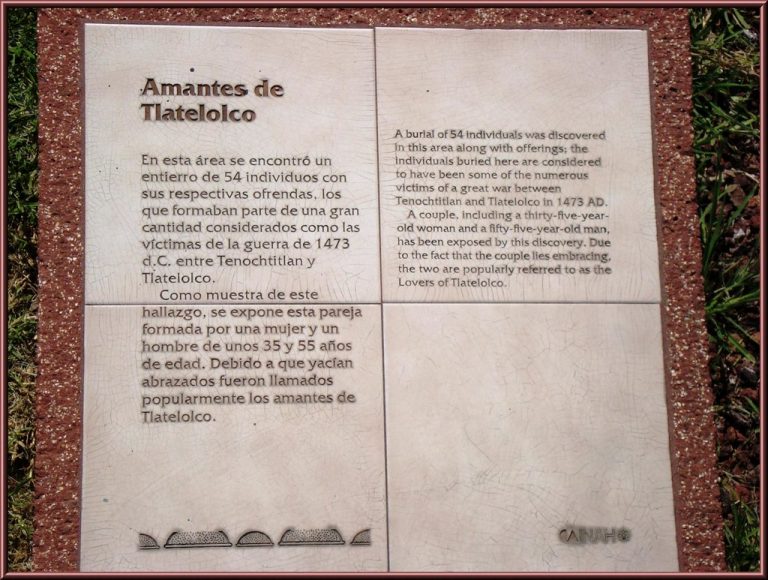 Amantes de
Tlatelolco
En esta área se encontró un
entierro de 54 individuos con
sus respectivas ofrendas, los
que formaban parte de una gran
cantidad considerados como las
víctimas de la guerra de 1473
d.C. entre Tenochtitlan y
Tlatelolco.
Como muestra de este
hallazgo, se expone esta pareja
formada por una mujer y un
hombre de unos 35 y 55 años
de edad. Debido a que yacían
abrazados fueron llamados
popularmente los amantes de
Tlatelolco.
A burial of 54 individuals was discovered
in this area along with offerings; the
individuals buried here are considered
to have been some of the numerous
victims of a great war between
Tenochtitlan and Tlatelolco in 1473 AD.
A couple, including a thirty-five-year-
old woman and a fifty-five-year-old man,
has been exposed by this discovery. Due
to the fact that the couple lies embracing,
the two are popularly referred to as the
Lovers of Tlatelolco.